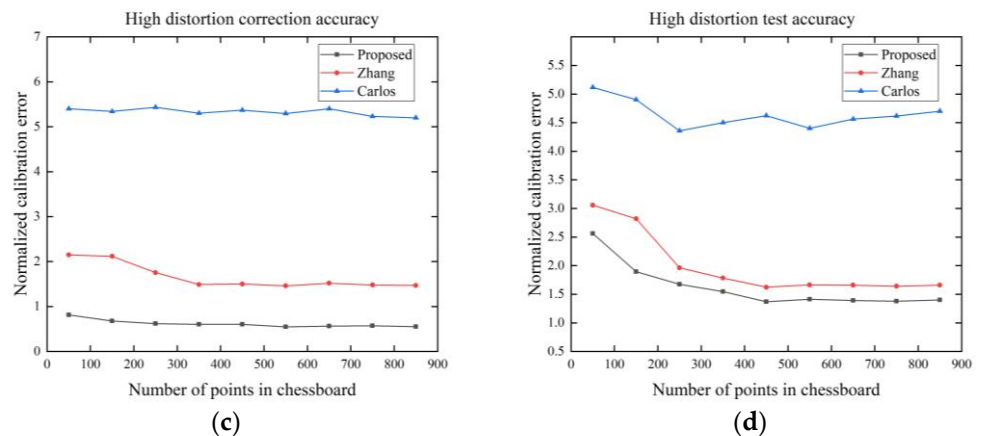 High distortion correction accuracy
7
6
5
4
3
2
1
0
Normalized calibration error
Proposed
Zhang
Carlos
0 100 200 300 400 500 600 700 800 900
Number of points in chessboard
(c)
High distortion test accuracy
5.5
5.0
4.5
4.0
3.5
3.0
2.5
2.0
1.5
1.0
0.5
Normalized calibration error
Proposed
Zhang
Carlos
0 100 200 300 400 500 600 700 800 900
Number of points in chessboard
(d)